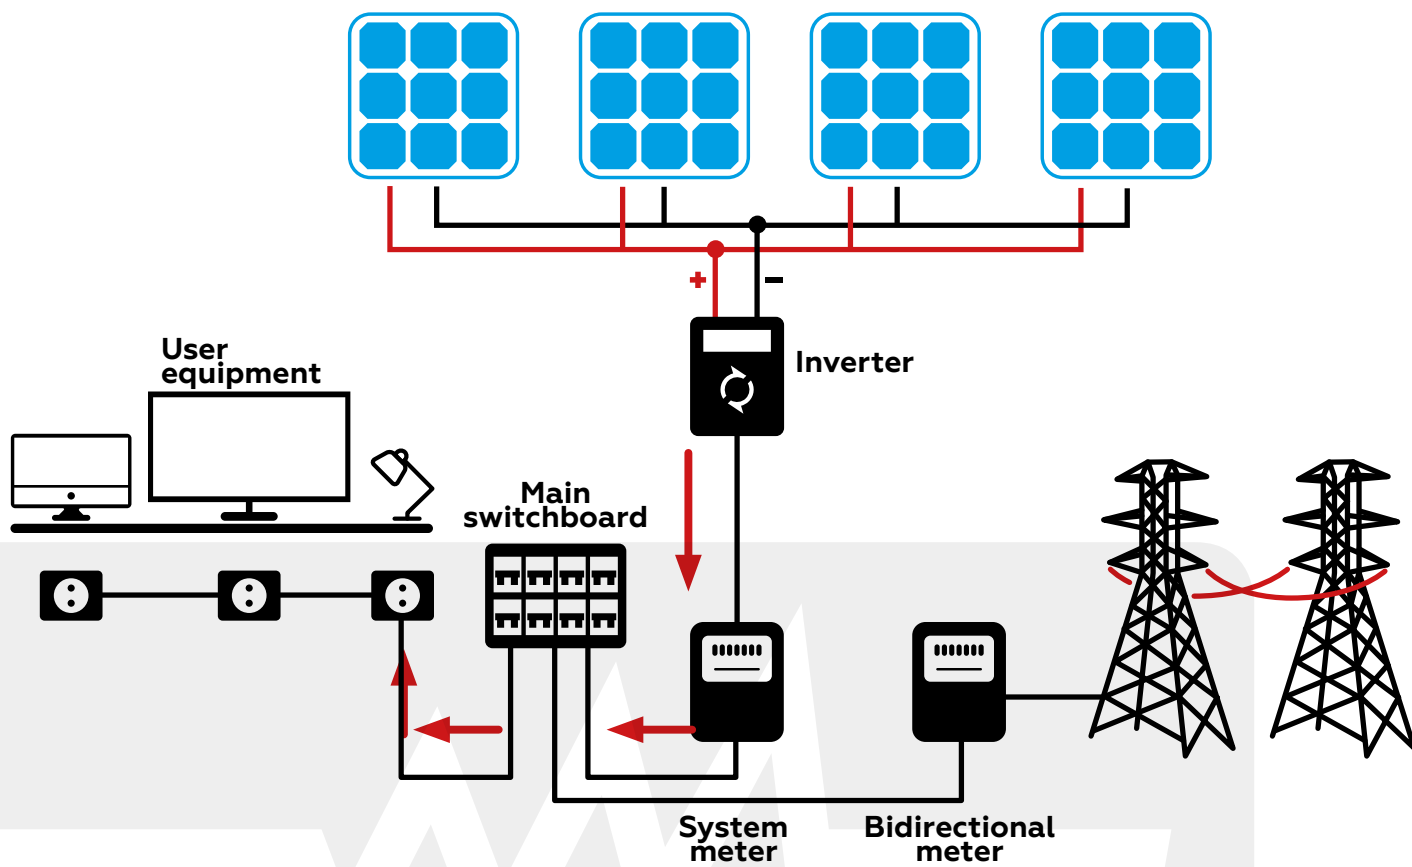 + −
Inverter
User
equipment
Main
switchboard
System
meter
Bidirectional
meter